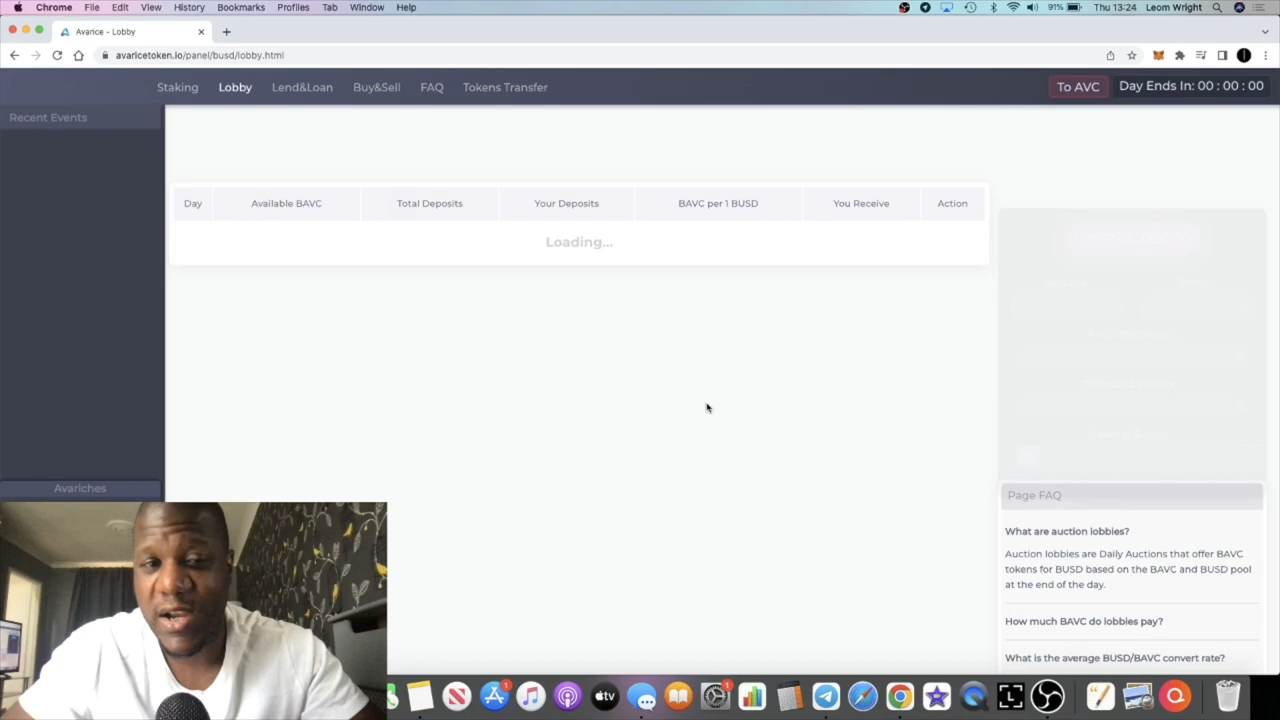 Chrome File Edit View History Bookmarks Profiles Tab Window Help 91% Thu 13:24 Leom Wright
Avarice - Lobby
avaricetoken.io/panel/busd/lobby.html
Staking Lobby Lend&Loan Buy&Sell FAQ Tokens Transfer To AVC Day Ends In: 00 : 00 : 00
Recent Events
Day Available BAVC Total Deposits Your Deposits BAVC per 1 BUSD You Receive Action
Loading...
Avariches
Page FAQ
What are auction lobbies?
Auction lobbies are Daily Auctions that offer BAVC
tokens for BUSD based on the BAVC and BUSD pool
at the end of the day.
How much BAVC do lobbies pay?
What is the average BUSD/BAVC convert rate?
tv